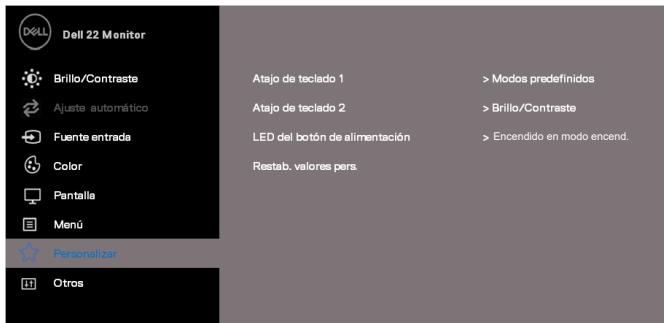 DELL Dell 22 Monitor
Brillo/Contraste
Ajuste automático
Fuente entrada
Color
Pantalla
Menú
Personalizar
Otros
Atajo de teclado 1 > Modos predefinidos
Atajo de teclado 2 > Brillo/Contraste
LED del botón de alimentación > Encendido en modo encend.
Restab. valores pers.